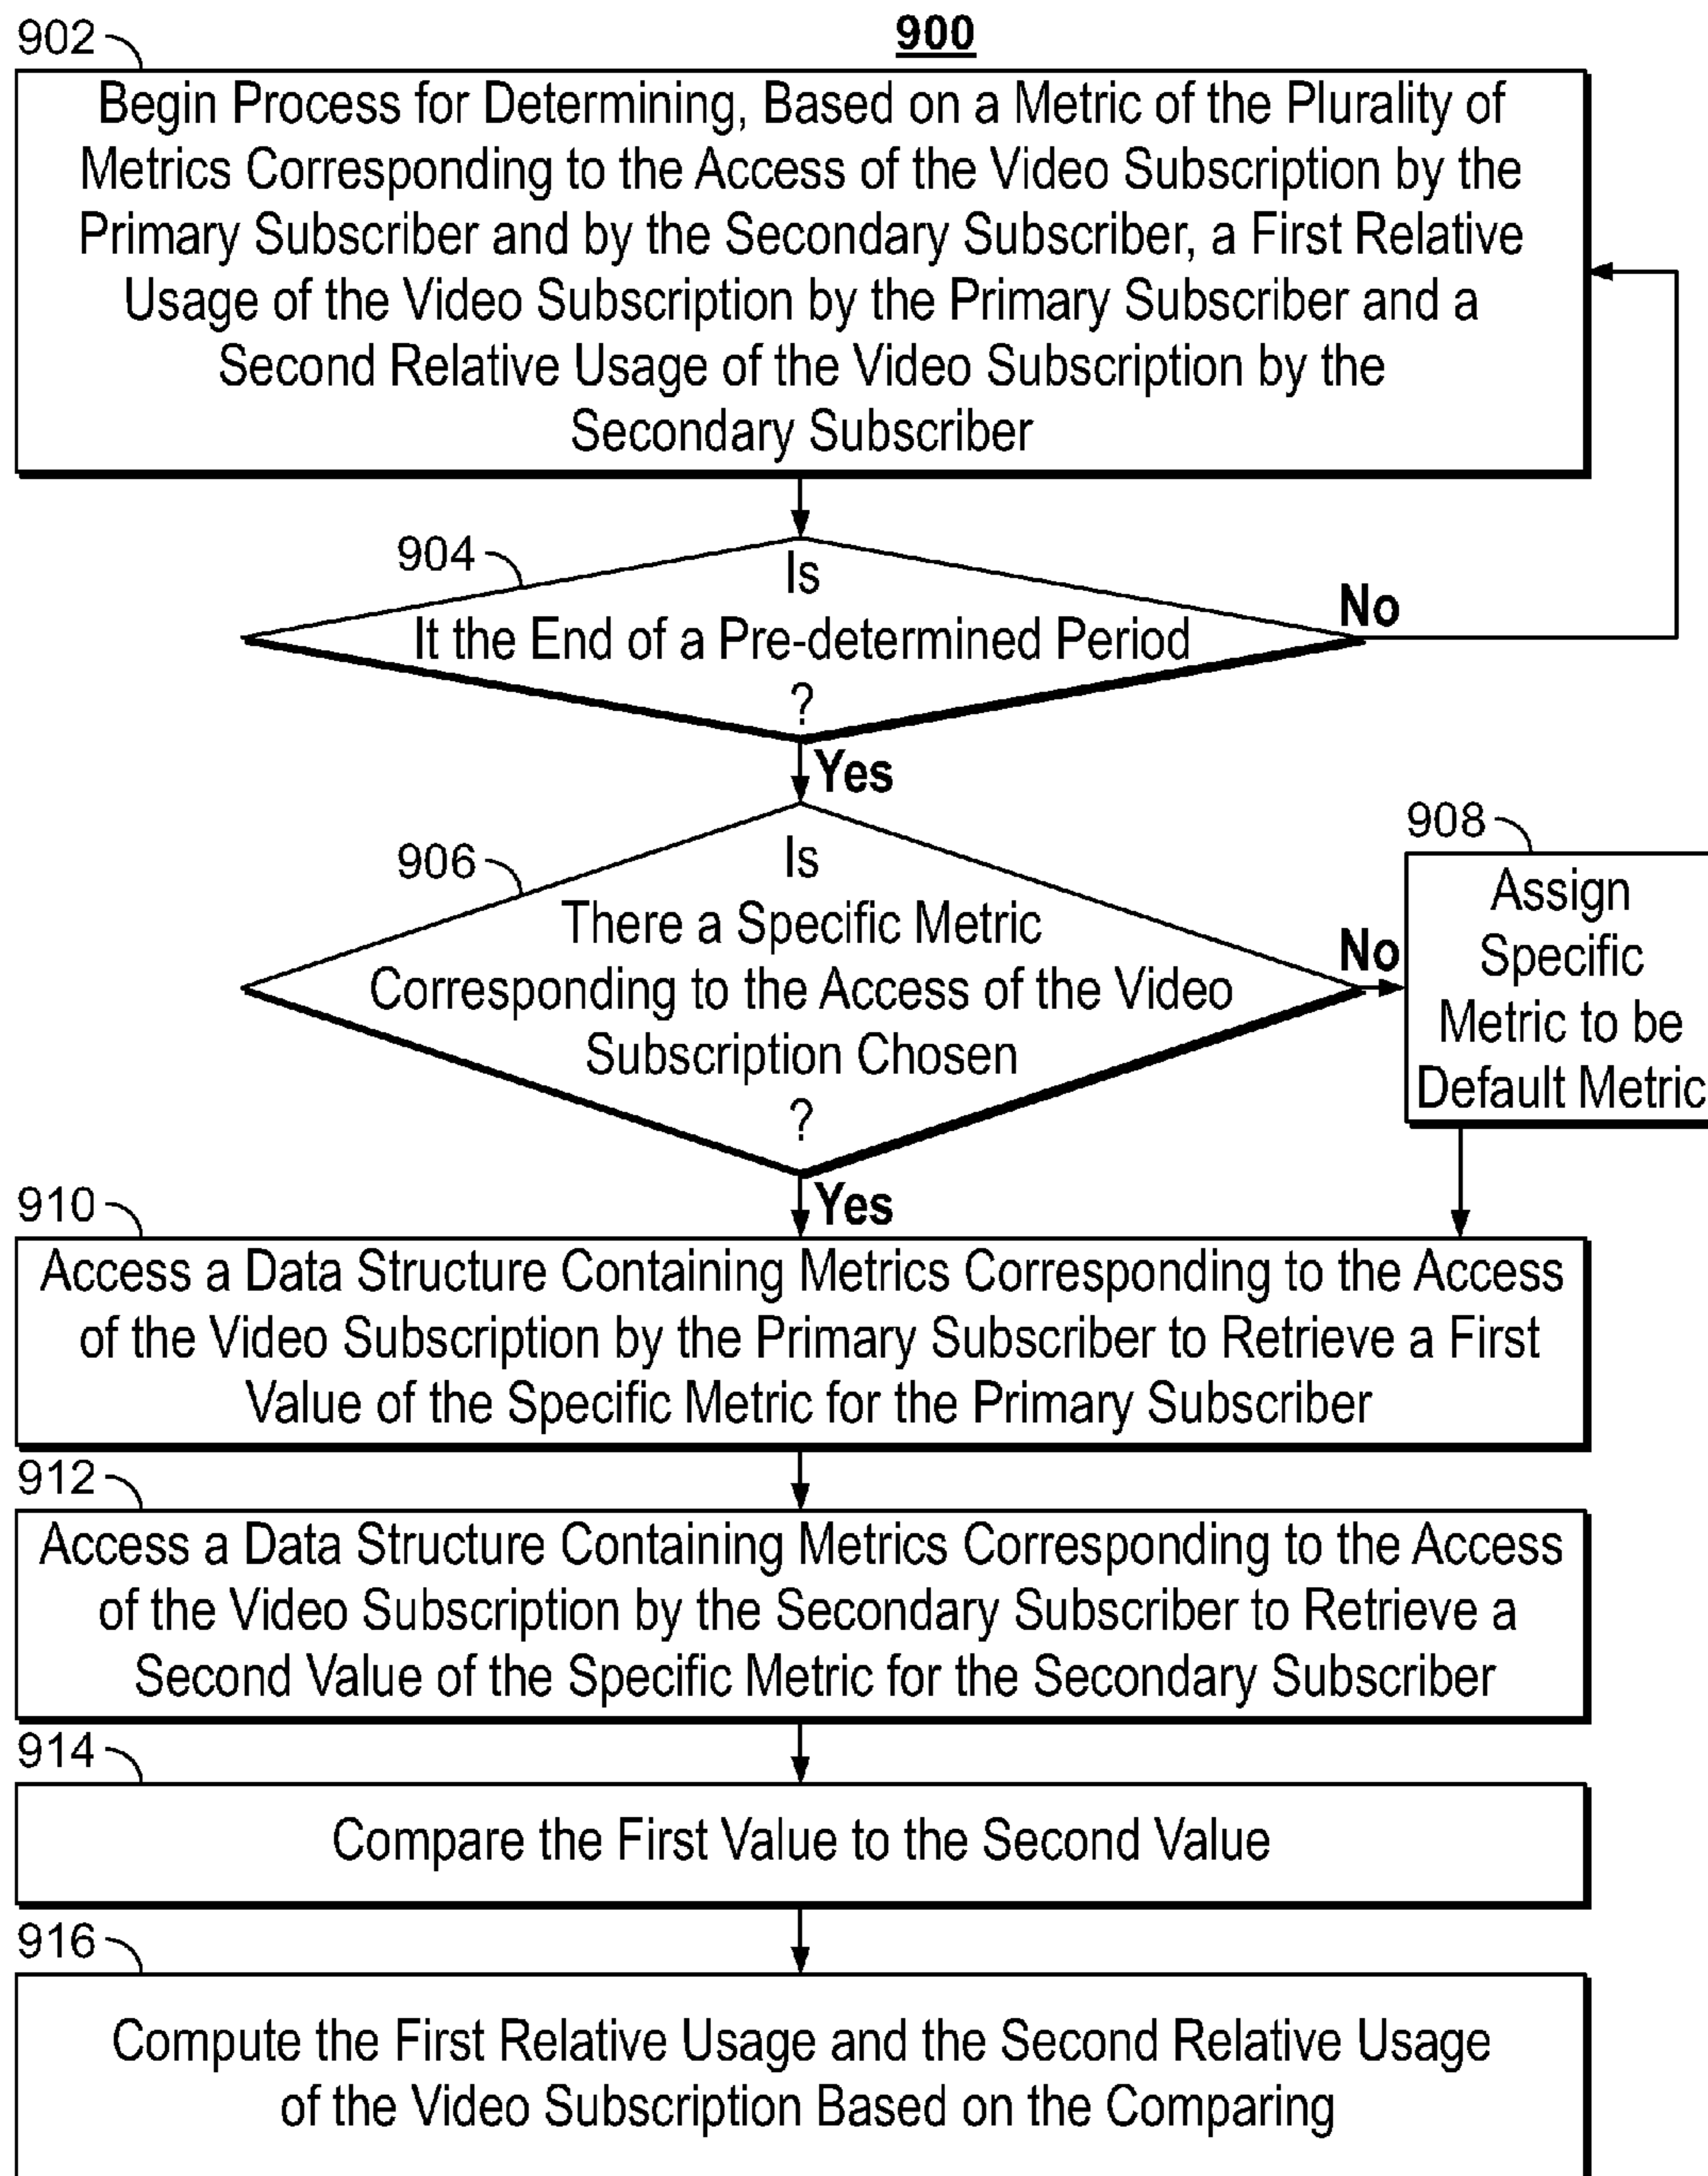 900
902
Begin Process for Determining, Based on a Metric of the Plurality of
Metrics Corresponding to the Access of the Video Subscription by the
Primary Subscriber and by the Secondary Subscriber, a First Relative
Usage of the Video Subscription by the Primary Subscriber and a
Second Relative Usage of the Video Subscription by the
Secondary Subscriber
904
Is
It the End of a Pre-determined Period
?
No
Yes
906
Is
There a Specific Metric
Corresponding to the Access of the Video
Subscription Chosen
?
No
Yes
908
Assign
Specific
Metric to be
Default Metric
910
Access a Data Structure Containing Metrics Corresponding to the Access
of the Video Subscription by the Primary Subscriber to Retrieve a First
Value of the Specific Metric for the Primary Subscriber
912
Access a Data Structure Containing Metrics Corresponding to the Access
of the Video Subscription by the Secondary Subscriber to Retrieve a
Second Value of the Specific Metric for the Secondary Subscriber
914
Compare the First Value to the Second Value
916
Compute the First Relative Usage and the Second Relative Usage
of the Video Subscription Based on the Comparing